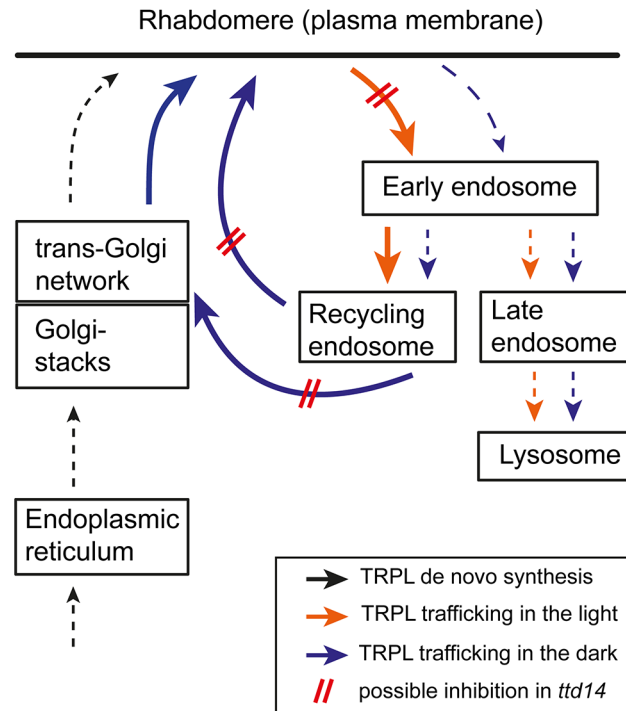 Rhabdomere (plasma membrane)
Early endosome
trans-Golgi
network
Golgi-
stacks
Recycling
endosome
Late
endosome
Lysosome
Endoplasmic
reticulum
TRPL de novo synthesis
TRPL trafficking in the light
TRPL trafficking in the dark
possible inhibition in ttd14